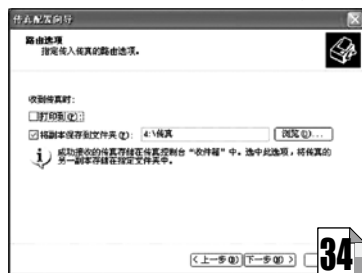 传真配置向导
路由选项
指定传入传真的路由选项。
收到传真时:
打印到(P):
将副本保存到文件夹(T): d:\传真 浏览(O)...
成功接收的传真存储在传真控制台“收件箱”中。选中此选项，将传真的
另一副本存储在指定文件夹中。
<上一步(B) 下一步(N) >
34